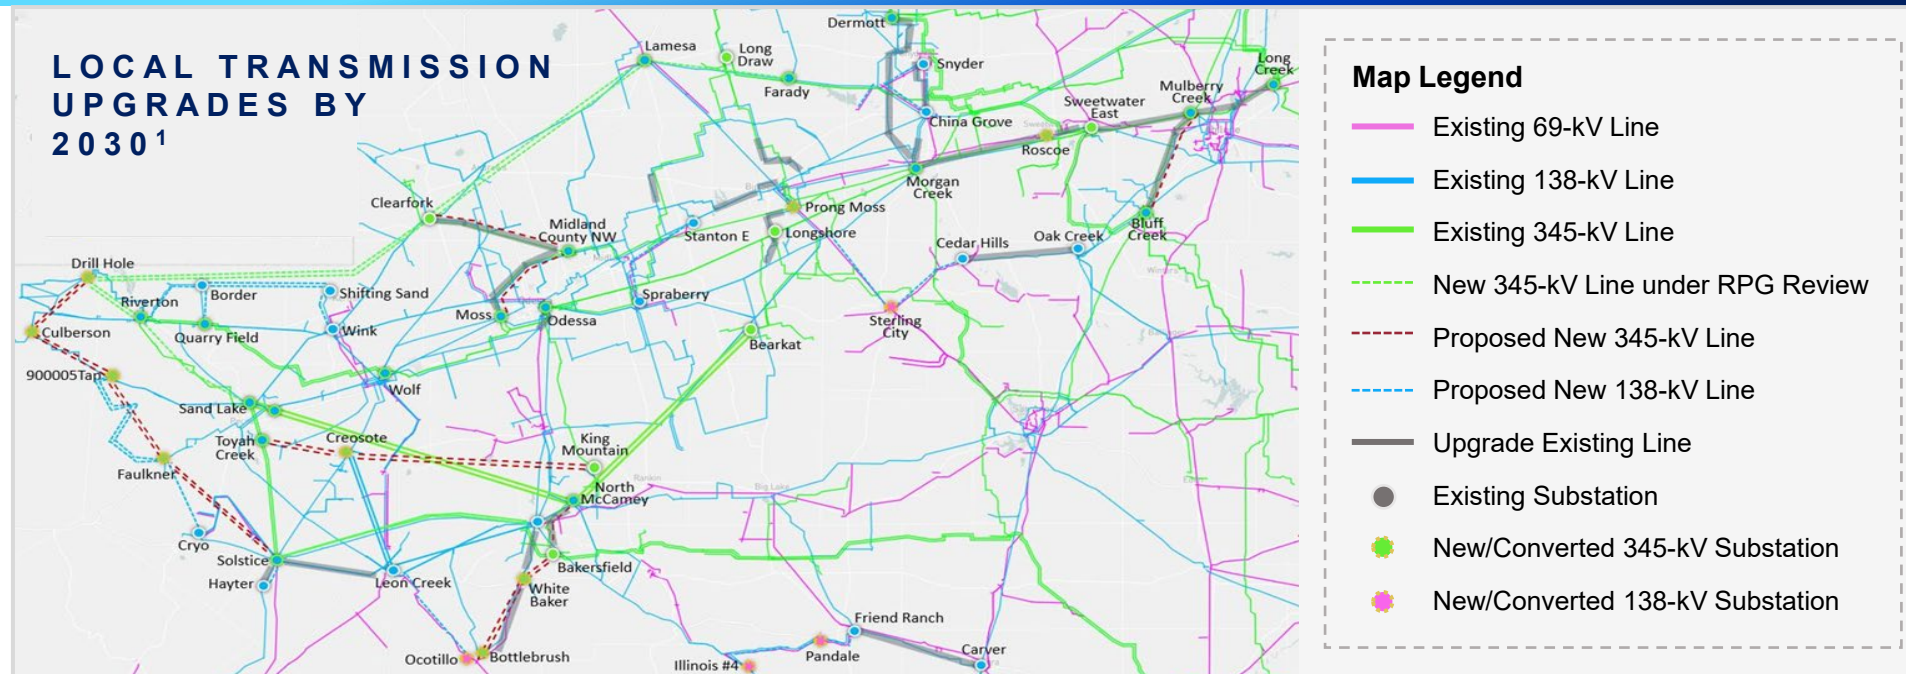 LOCAL TRANSMISSION
UPGRADES BY
2030¹
Dermott
Lamesa
Long
Draw
Snyder
Long
Creek
Farady
Mulberry
Creek
Sweetwater
East
China Grove
Roscoe
Morgan
Creek
Clearfork
Prong Moss
Midland
County NW
Stanton E
Longshore
Bluff
Creek
Cedar Hills
Oak Creek
Drill Hole
Border
Shifting Sand
Riverton
Spraberry
Moss
Odessa
Sterling
City
Culberson
Quarry Field
Wink
Bearkat
900005Tap
Wolf
Sand Lake
Toyah
Creek
Creosote
King
Mountain
Faulkner
North
McCamey
Rankin
Big Lake
Cryo
Solstice
Bakersfield
Hayter
Leon Creek
White
Baker
Friend Ranch
Ocotillo
Bottlebrush
Pandale
Carver
Illinois #4
Map Legend
Existing 69-kV Line
Existing 138-kV Line
Existing 345-kV Line
New 345-kV Line under RPG Review
Proposed New 345-kV Line
Proposed New 138-kV Line
Upgrade Existing Line
Existing Substation
New/Converted 345-kV Substation
New/Converted 138-kV Substation